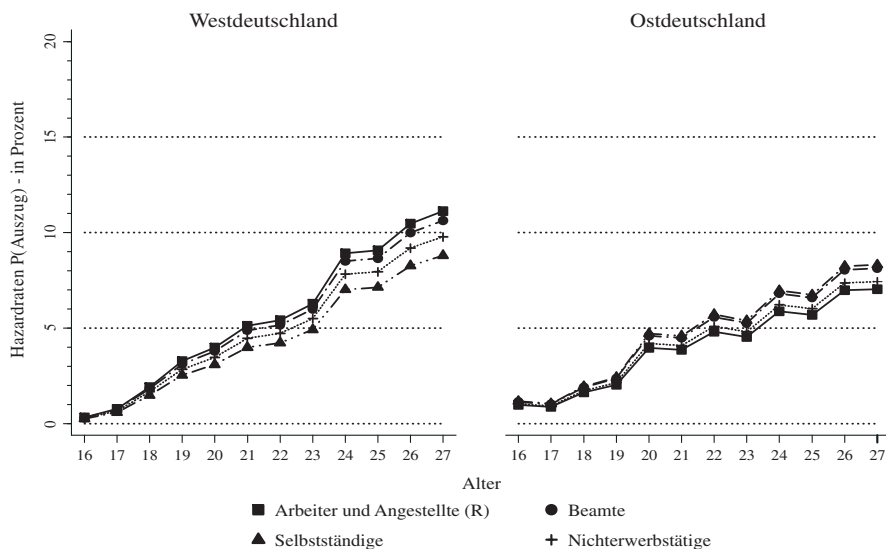 Westdeutschland
Ostdeutschland
Hazardraten P(Auszug) - in Prozent
20
15
10
5
0
16 17 18 19 20 21 22 23 24 25 26 27
16 17 18 19 20 21 22 23 24 25 26 27
Alter
Arbeiter und Angestellte (R)
Beamte
Selbstständige
Nichterwerbstätige